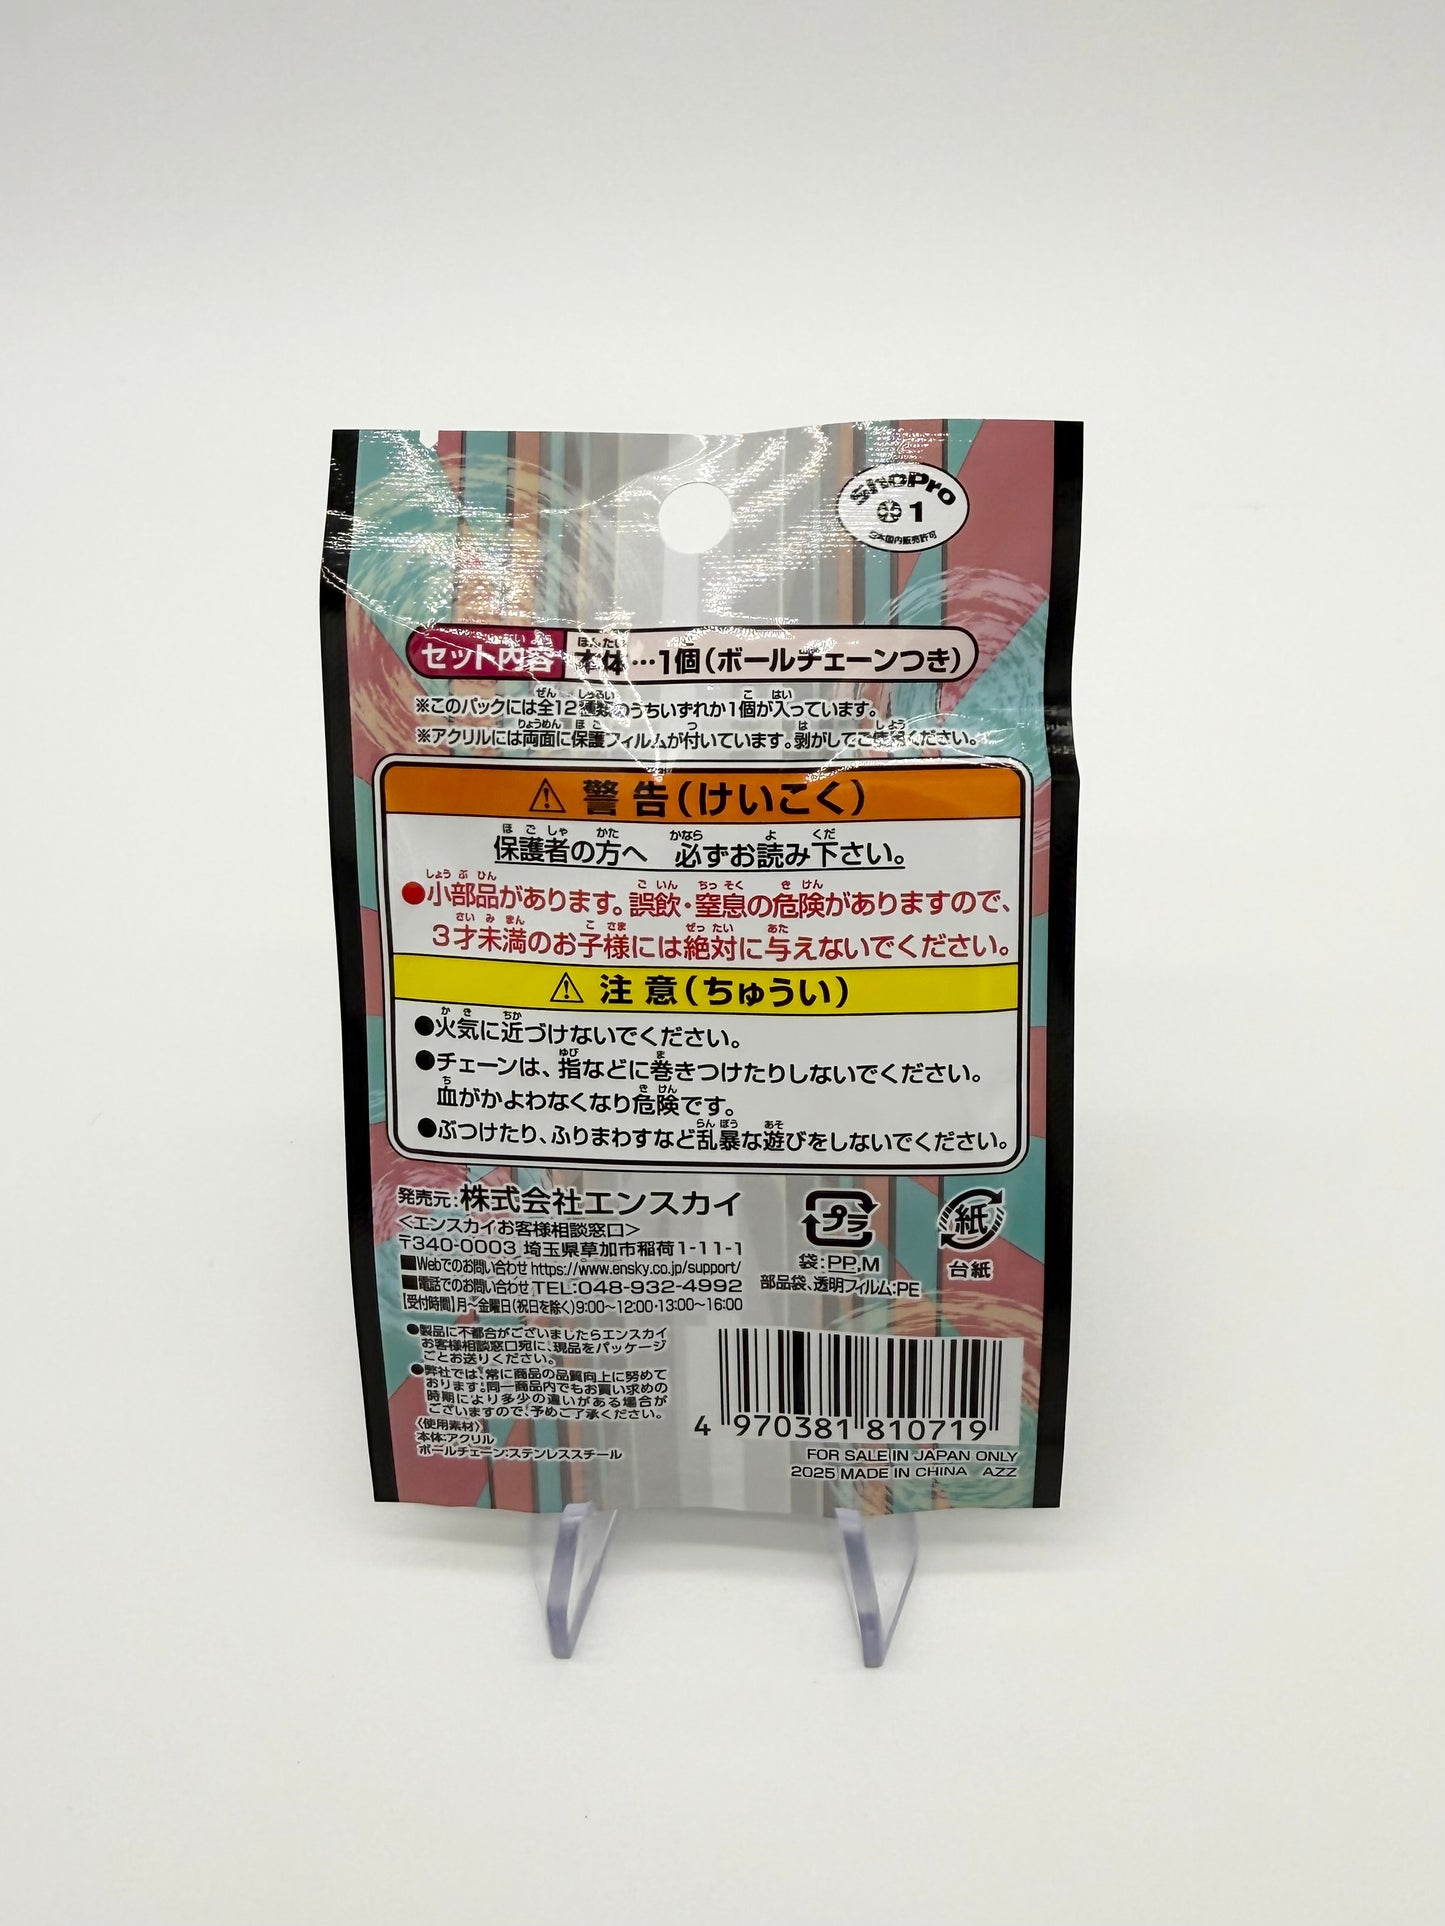 ShoPro
1
日本国内販売許可
セット内容 本体…1個(ボールチェーンつき)
※このパックには全12種類のうちいずれか1個が入っています。
※アクリルには両面に保護フィルムが付いています。剥がしてご使用ください。
⚠ 警告(けいこく)
保護者の方へ 必ずお読み下さい。
●小部品があります。誤飲・窒息の危険がありますので、
3才未満のお子様には絶対に与えないでください。
⚠ 注意(ちゅうい)
●火気に近づけないでください。
●チェーンは、指などに巻きつけたりしないでください。
血がかよわなくなり危険です。
●ぶつけたり、ふりまわすなど乱暴な遊びをしないでください。
発売元:株式会社エンスカイ
<エンスカイお客様相談窓口>
〒340-0003 埼玉県草加市稲荷1-11-1
■Webでのお問い合わせ https://www.ensky.co.jp/support/
■電話でのお問い合わせ TEL:048-932-4992
【受付時間】月~金曜日(祝日を除く)9:00~12:00・13:00~16:00
プラ
袋:PP,M
部品袋、透明フィルム:PE
紙
台紙
●製品に不都合がございましたらエンスカイ
お客様相談窓口宛に、現品をパッケージ
ごとお送りください。
●弊社では、常に商品の品質向上に努めて
おります。同一商品内でもお買い求めの
時期により多少の違いがある場合が
ございますので、予めご了承ください。
〈使用素材〉
本体:アクリル
ボールチェーン:ステンレススチール
4 970381 810719
FOR SALE IN JAPAN ONLY
2025 MADE IN CHINA AZZ